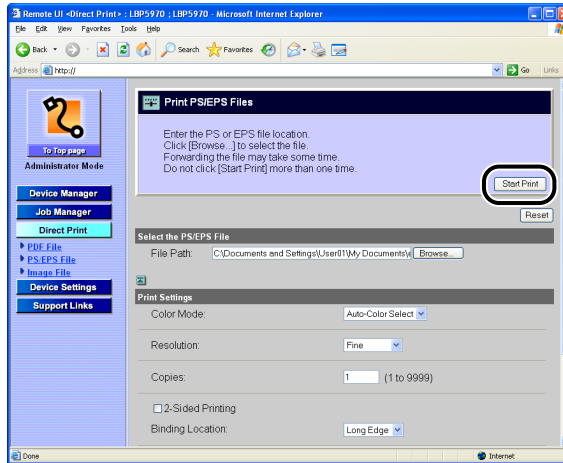 Remote UI <Direct Print> : LBP5970 ; LBP5970 - Microsoft Internet Explorer
File Edit View Favorites Tools Help
Back Search Favorites
Address http:// Go Links
To Top page
Administrator Mode
Device Manager
Job Manager
Direct Print
PDF File
PS/EPS File
Image File
Device Settings
Support Links
Print PS/EPS Files
Enter the PS or EPS file location.
Click [Browse...] to select the file.
Forwarding the file may take some time.
Do not click [Start Print] more than one time.
Start Print
Reset
Select the PS/EPS File
File Path: C:\Documents and Settings\User01\My Documents\ Browse...
Print Settings
Color Mode: Auto-Color Select
Resolution: Fine
Copies: 1 (1 to 9999)
2-Sided Printing
Binding Location: Long Edge
Done Internet